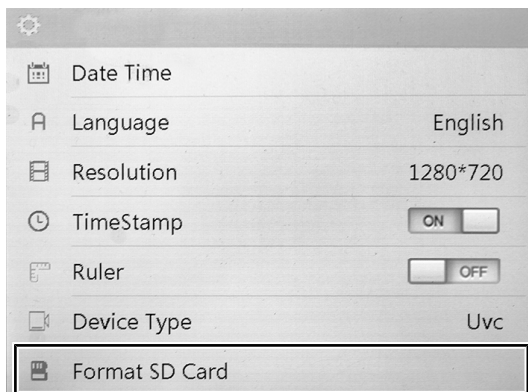 Date Time
Language English
Resolution 1280*720
TimeStamp ON
Ruler OFF
Device Type Uvc
Format SD Card